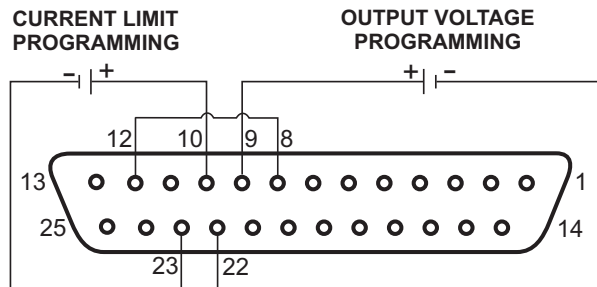 CURRENT LIMIT
PROGRAMMING
OUTPUT VOLTAGE
PROGRAMMING
– +
+ –
12 10 9 8
13 1
25 14
23 22